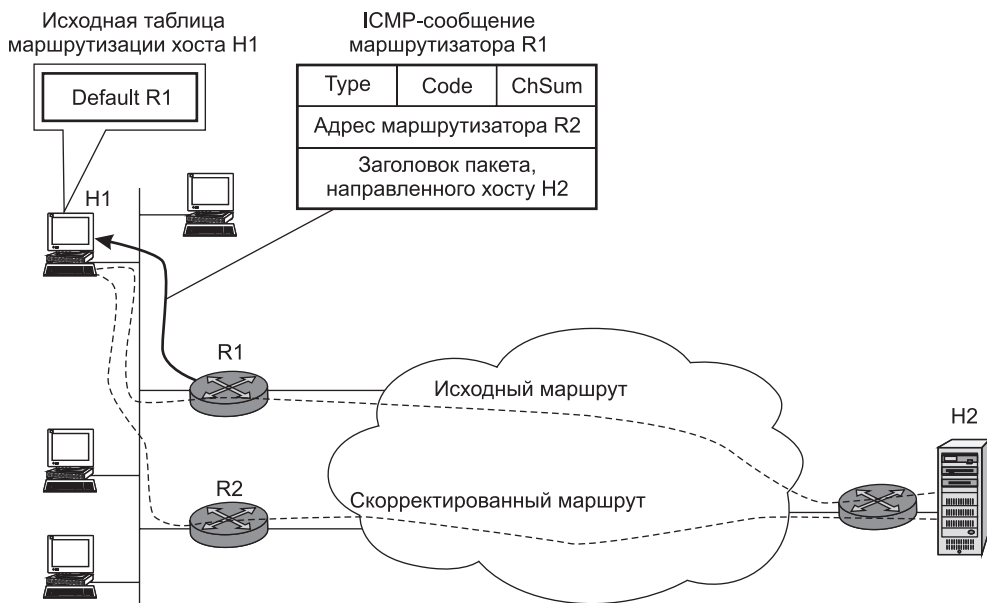 Исходная таблица
маршрутизации хоста H1
Default R1
ICMP-сообщение
маршрутизатора R1
Type Code ChSum
Адрес маршрутизатора R2
Заголовок пакета,
направленного хосту H2
H1
R1
Исходный маршрут
H2
R2
Скорректированный маршрут